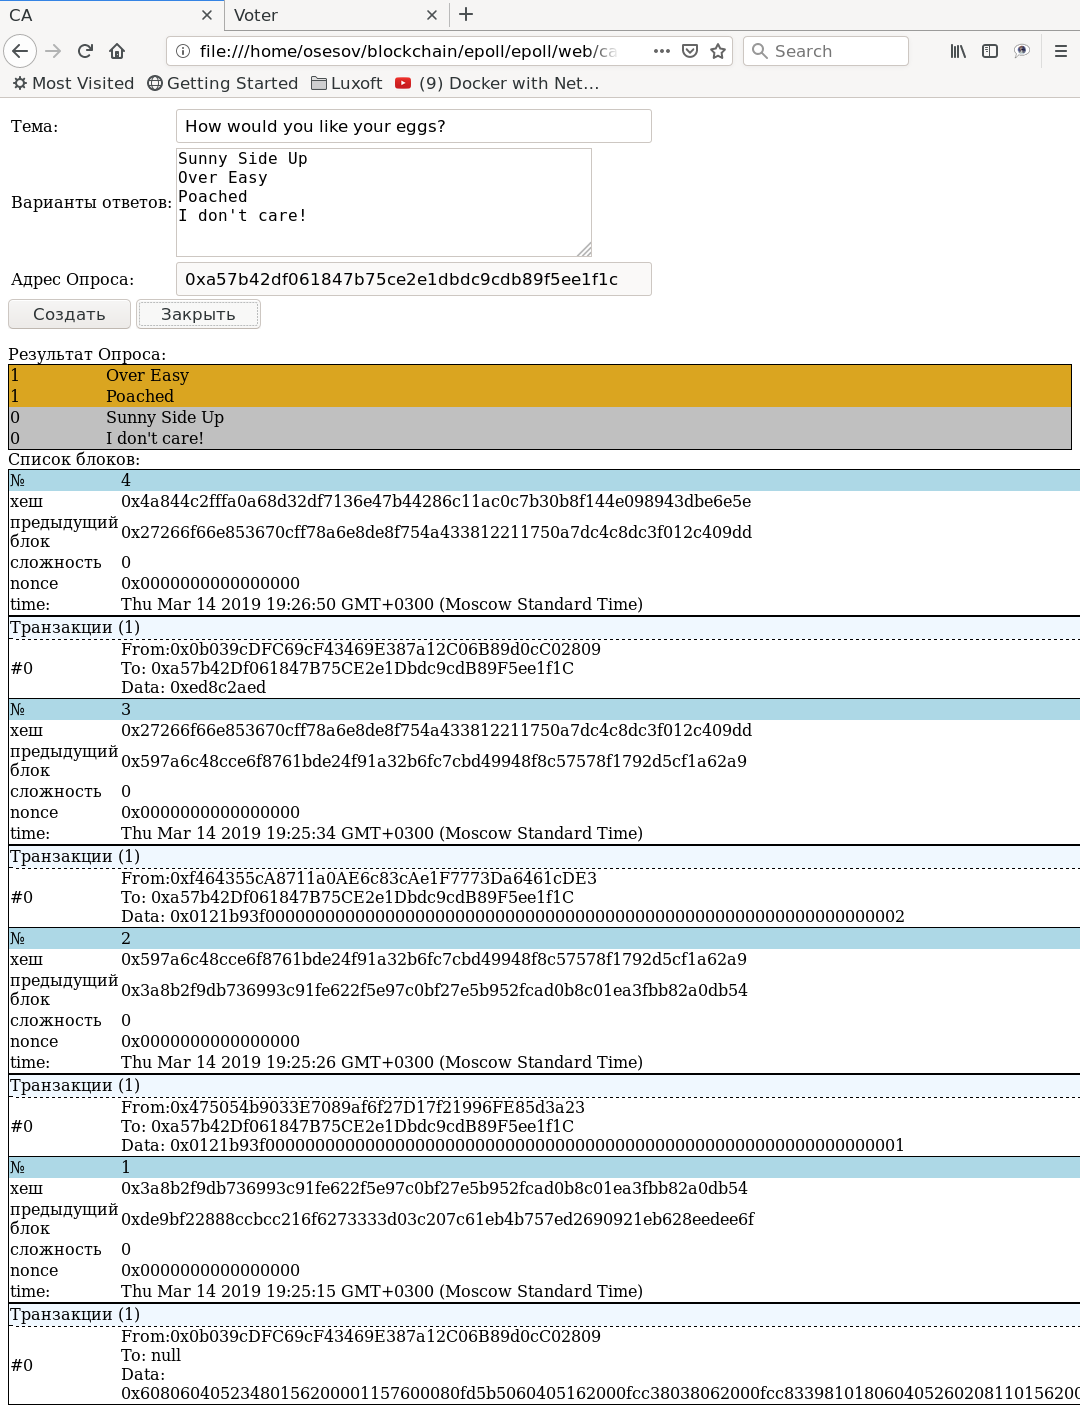 CA
Voter
file:///home/osesov/blockchain/epoll/epoll/web/ca
Search
Most Visited Getting Started Luxoft (9) Docker with Net...
Тема: How would you like your eggs?
Варианты ответов:
Sunny Side Up
Over Easy
Poached
I don't care!
Адрес Опроса: 0xa57b42df061847b75ce2e1dbdc9cdb89f5ee1f1c
Создать Закрыть
Результат Опроса:
1 Over Easy
1 Poached
0 Sunny Side Up
0 I don't care!
Список блоков:
№ 4
хеш 0x4a844c2fffa0a68d32df7136e47b44286c11ac0c7b30b8f144e098943dbe6e5e
предыдущий блок 0x27266f66e853670cff78a6e8de8f754a433812211750a7dc4c8dc3f012c409dd
сложность 0
nonce 0x0000000000000000
time: Thu Mar 14 2019 19:26:50 GMT+0300 (Moscow Standard Time)
Транзакции (1)
#0
From:0x0b039cDFC69cF43469E387a12C06B89d0cC02809
To: 0xa57b42Df061847B75CE2e1Dbdc9cdB89F5ee1f1C
Data: 0xed8c2aed
№ 3
хеш 0x27266f66e853670cff78a6e8de8f754a433812211750a7dc4c8dc3f012c409dd
предыдущий блок 0x597a6c48cce6f8761bde24f91a32b6fc7cbd49948f8c57578f1792d5cf1a62a9
сложность 0
nonce 0x0000000000000000
time: Thu Mar 14 2019 19:25:34 GMT+0300 (Moscow Standard Time)
Транзакции (1)
#0
From:0xf464355cA8711a0AE6c83cAe1F7773Da6461cDE3
To: 0xa57b42Df061847B75CE2e1Dbdc9cdB89F5ee1f1C
Data: 0x0121b93f0000000000000000000000000000000000000000000000000000000000000002
№ 2
хеш 0x597a6c48cce6f8761bde24f91a32b6fc7cbd49948f8c57578f1792d5cf1a62a9
предыдущий блок 0x3a8b2f9db736993c91fe622f5e97c0bf27e5b952fcad0b8c01ea3fbb82a0db54
сложность 0
nonce 0x0000000000000000
time: Thu Mar 14 2019 19:25:26 GMT+0300 (Moscow Standard Time)
Транзакции (1)
#0
From:0x475054b9033E7089af6f27D17f21996FE85d3a23
To: 0xa57b42Df061847B75CE2e1Dbdc9cdB89F5ee1f1C
Data: 0x0121b93f0000000000000000000000000000000000000000000000000000000000000001
№ 1
хеш 0x3a8b2f9db736993c91fe622f5e97c0bf27e5b952fcad0b8c01ea3fbb82a0db54
предыдущий блок 0xde9bf22888ccbcc216f6273333d03c207c61eb4b757ed2690921eb628eedee6f
сложность 0
nonce 0x0000000000000000
time: Thu Mar 14 2019 19:25:15 GMT+0300 (Moscow Standard Time)
Транзакции (1)
#0
From:0x0b039cDFC69cF43469E387a12C06B89d0cC02809
To: null
Data:
0x60806040523480156200001157600080fd5b5060405162000fcc38038062000fcc833981018060405260208110156200